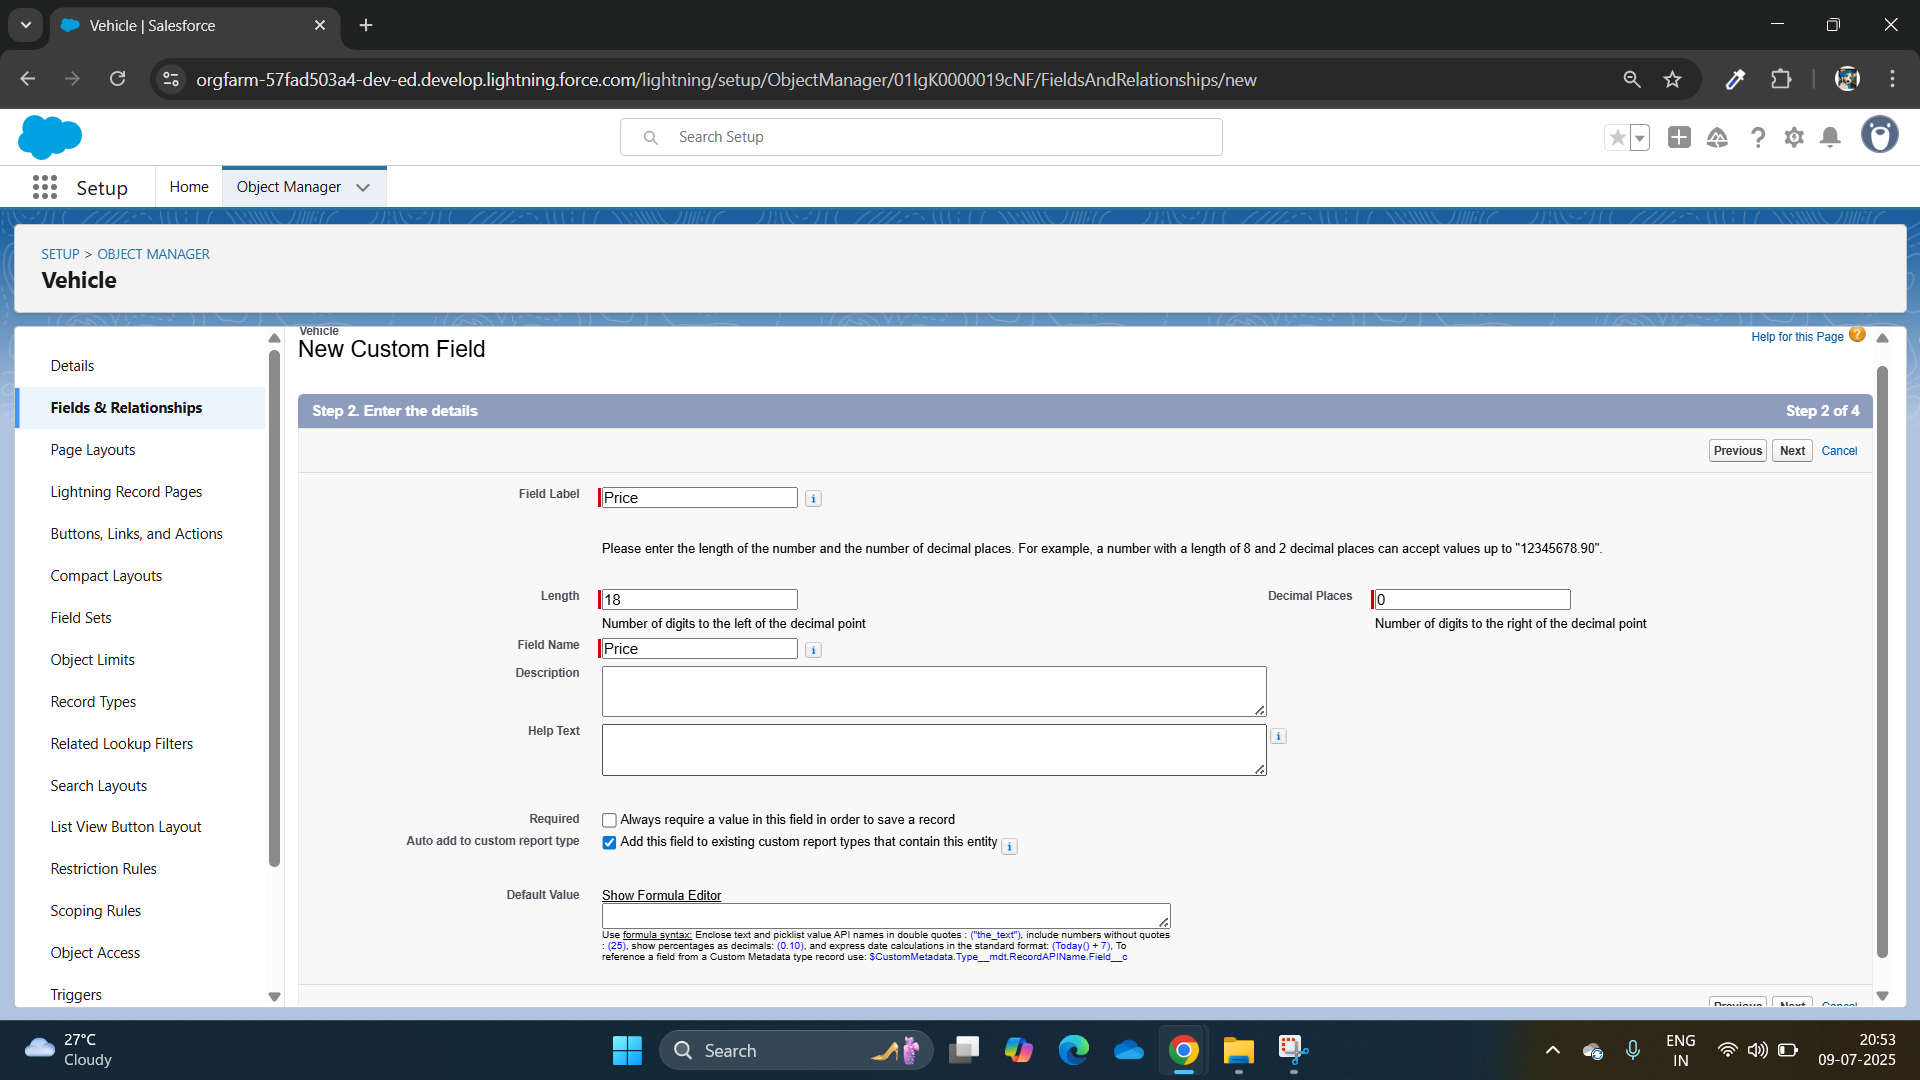 Vehicle | Salesforce
orgfarm-57fad503a4-dev-ed.develop.lightning.force.com/lightning/setup/ObjectManager/01IgK0000019cNF/FieldsAndRelationships/new
Search Setup
Setup
Home
Object Manager
SETUP > OBJECT MANAGER
Vehicle
Details
Fields & Relationships
Page Layouts
Lightning Record Pages
Buttons, Links, and Actions
Compact Layouts
Field Sets
Object Limits
Record Types
Related Lookup Filters
Search Layouts
List View Button Layout
Restriction Rules
Scoping Rules
Object Access
Triggers
Vehicle
New Custom Field
Help for this Page
Step 2. Enter the details
Step 2 of 4
Previous Next Cancel
Field Label Price
Please enter the length of the number and the number of decimal places. For example, a number with a length of 8 and 2 decimal places can accept values up to "12345678.90".
Length 18
Decimal Places 0
Number of digits to the left of the decimal point
Number of digits to the right of the decimal point
Field Name Price
Description
Help Text
Required Always require a value in this field in order to save a record
Auto add to custom report type Add this field to existing custom report types that contain this entity
Default Value Show Formula Editor
Use formula syntax: Enclose text and picklist value API names in double quotes : ("the_text"), include numbers without quotes
: (25), show percentages as decimals: (0.10), and express date calculations in the standard format: (Today() + 7), To
reference a field from a Custom Metadata type record use: $CustomMetadata.Type__mdt.RecordAPIName.Field__c
Previous Next Cancel
27°C
Cloudy
Search
ENG
IN
20:53
09-07-2025